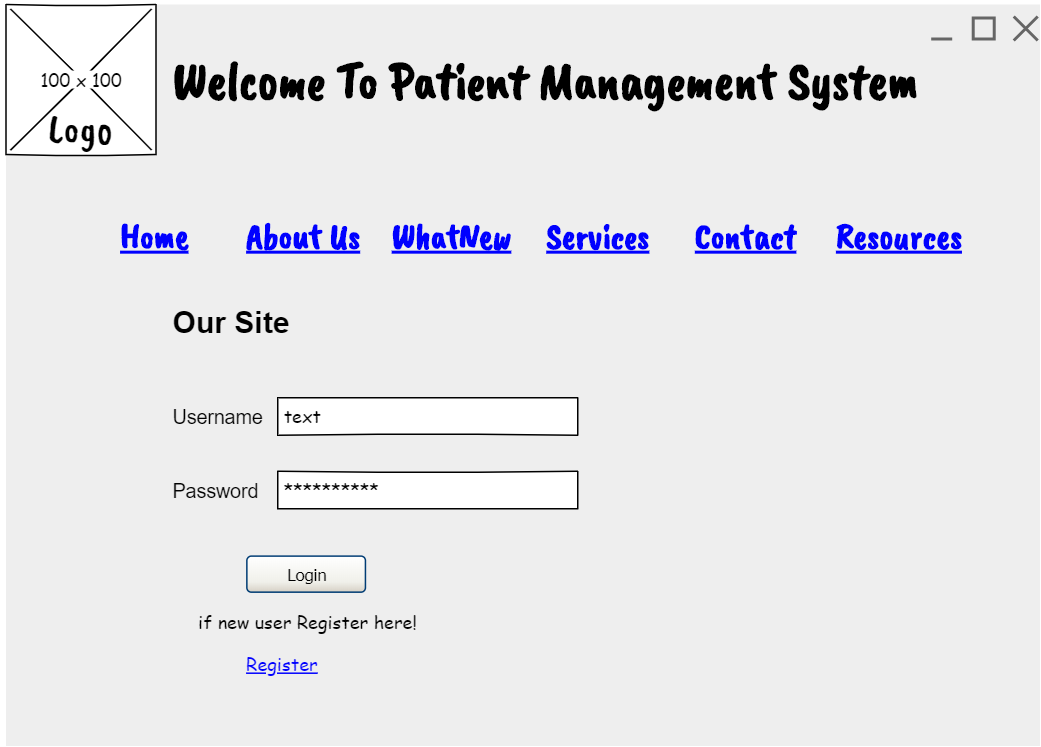 100 x 100
Logo
Welcome To Patient Management System
Home About Us WhatNew Services Contact Resources
Our Site
Username text
Password **********
Login
if new user Register here!
Register